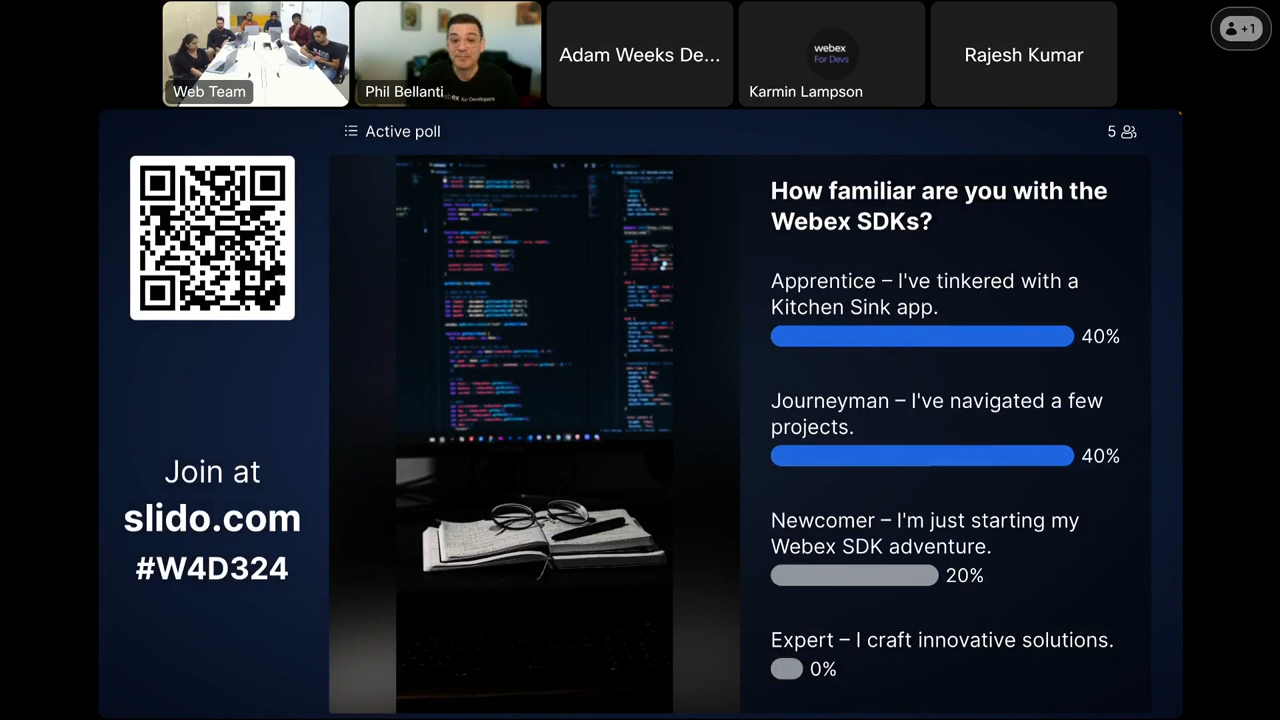 Web Team
Phil Bellanti
Adam Weeks De...
webex
For Devs
Karmin Lampson
Rajesh Kumar
+1
for Developers
Active poll
5
How familiar are you with the
Webex SDKs?
Apprentice – I've tinkered with a
Kitchen Sink app.
40%
Journeyman – I've navigated a few
projects.
40%
Newcomer – I'm just starting my
Webex SDK adventure.
20%
Expert – I craft innovative solutions.
0%
Join at
slido.com
#W4D324